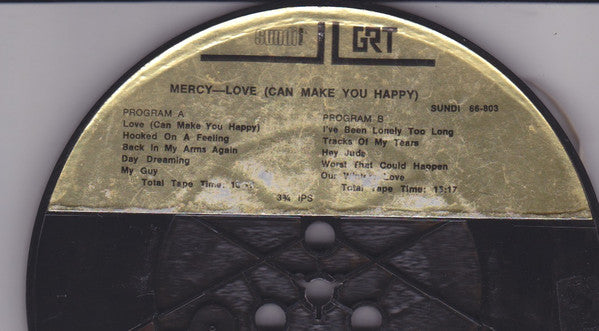 SUNDI GRT
MERCY—LOVE (CAN MAKE YOU HAPPY)
SUNDI 66-803
PROGRAM A
Love (Can Make You Happy)
Hooked On A Feeling
Back In My Arms Again
Day Dreaming
My Guy
Total Tape Time:
PROGRAM B
I've Been Lonely Too Long
Tracks Of My Tears
Hey Jude
Worst That Could Happen
Our Love
Total Tape Time: 13:17
3¾ IPS